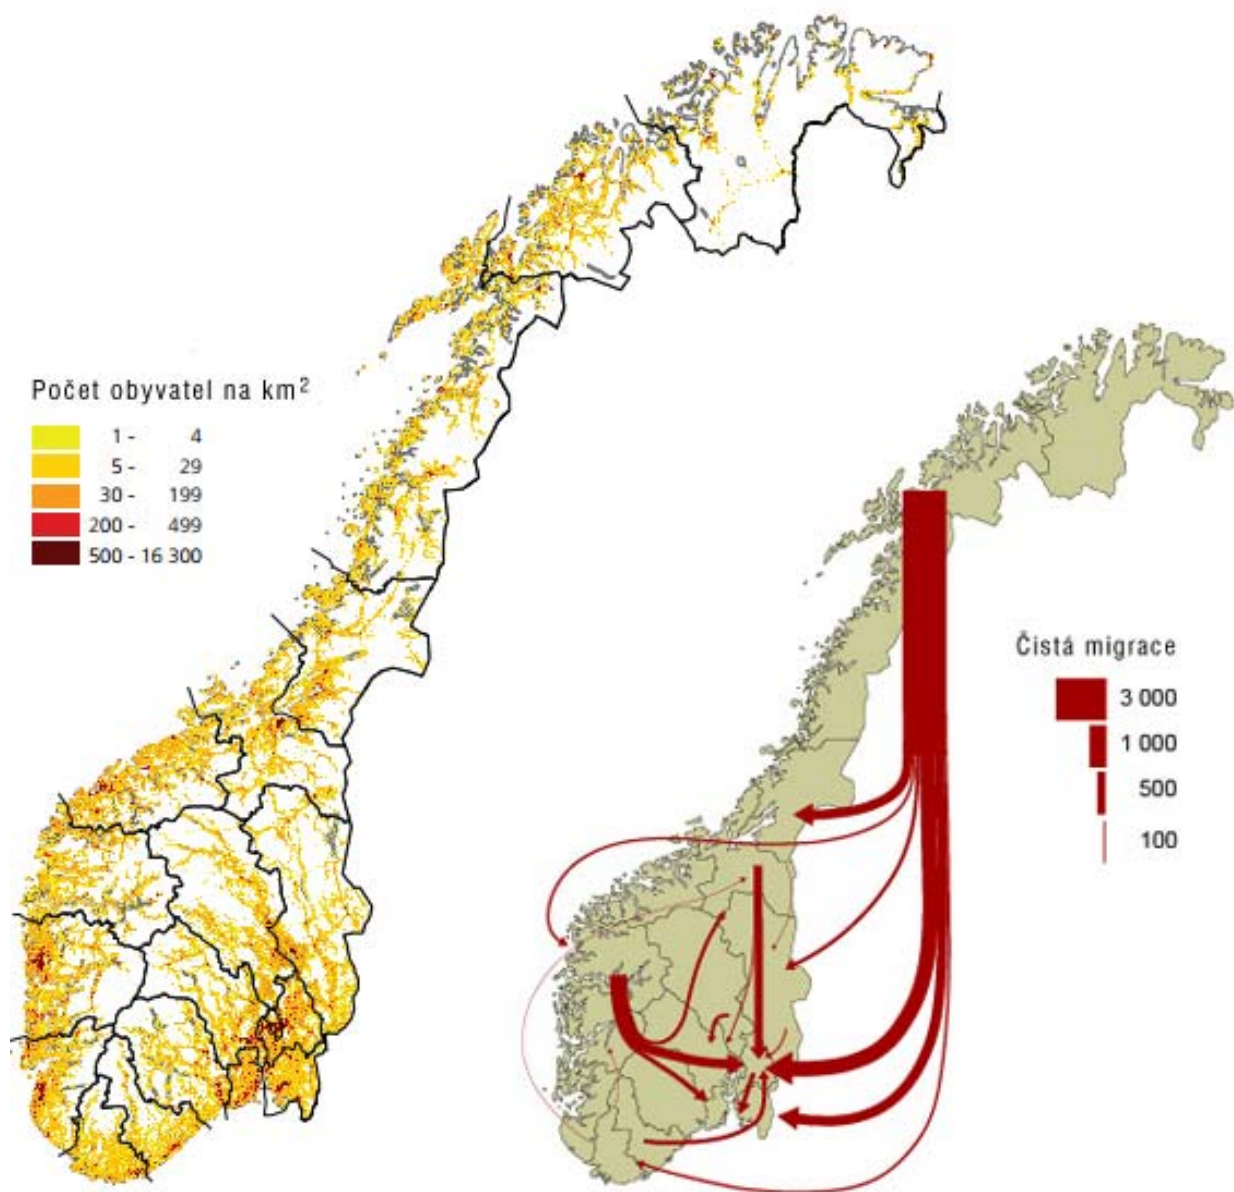 Počet obyvatel na km²
1 - 4
5 - 29
30 - 199
200 - 499
500 - 16 300
Čistá migrace
3 000
1 000
500
100